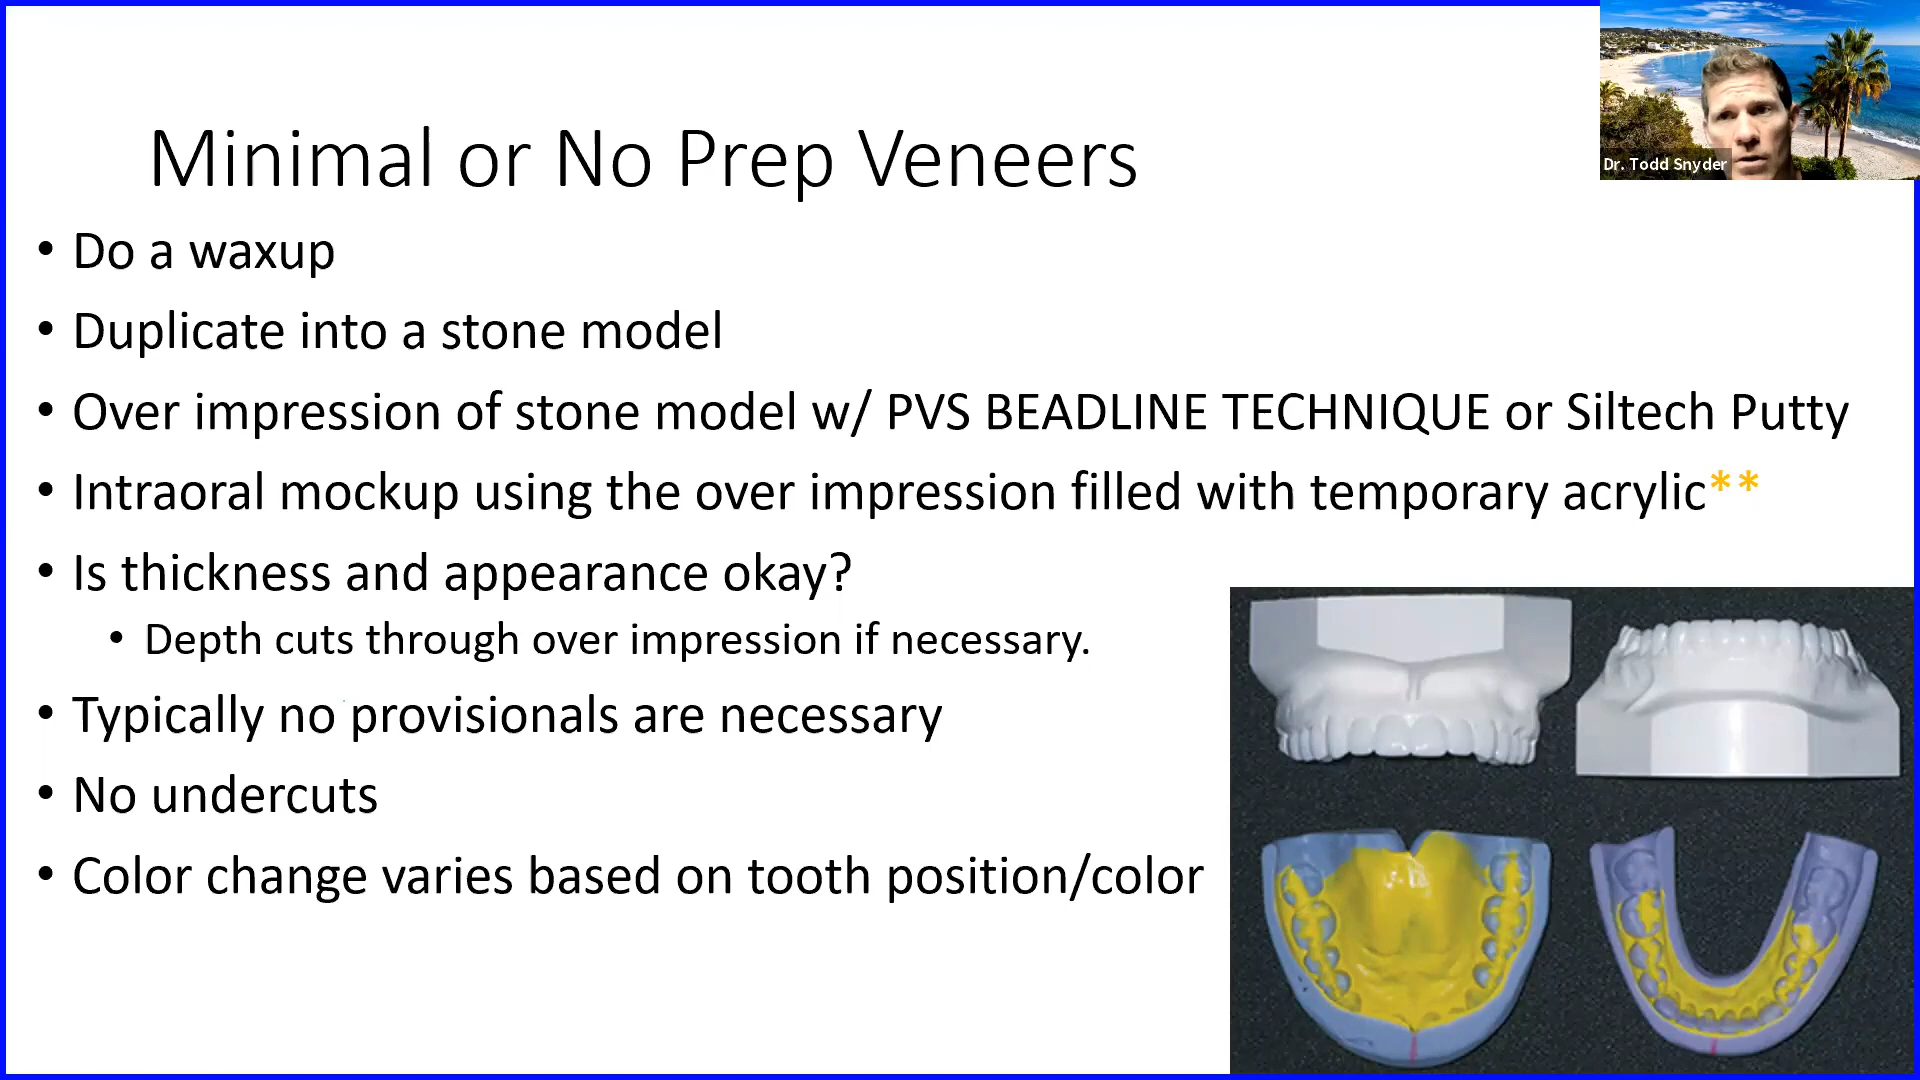 Dr. Todd Snyder
Minimal or No Prep Veneers
• Do a waxup
• Duplicate into a stone model
• Over impression of stone model w/ PVS BEADLINE TECHNIQUE or Siltech Putty
• Intraoral mockup using the over impression filled with temporary acrylic**
• Is thickness and appearance okay?
• Depth cuts through over impression if necessary.
• Typically no provisionals are necessary
• No undercuts
• Color change varies based on tooth position/color